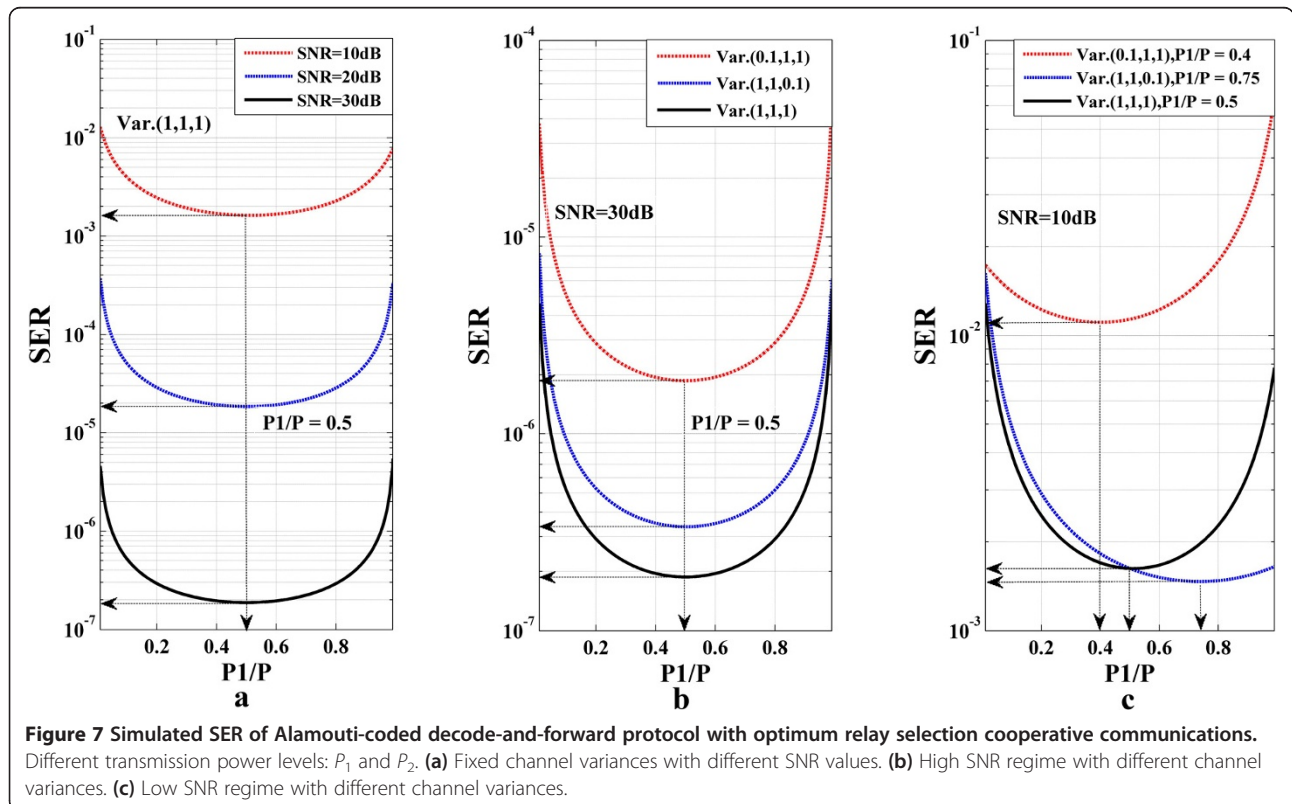 10^-1
10^-2
10^-3
10^-4
10^-5
10^-6
10^-7
SER
SNR=10dB
SNR=20dB
SNR=30dB
Var.(1,1,1)
P1/P = 0.5
0.2 0.4 0.6 0.8
P1/P
a
10^-4
10^-5
10^-6
10^-7
SER
Var.(0.1,1,1)
Var.(1,1,0.1)
Var.(1,1,1)
SNR=30dB
P1/P = 0.5
0.2 0.4 0.6 0.8
P1/P
b
10^-1
10^-2
10^-3
SER
Var.(0.1,1,1),P1/P = 0.4
Var.(1,1,0.1),P1/P = 0.75
Var.(1,1,1),P1/P = 0.5
SNR=10dB
0.2 0.4 0.6 0.8
P1/P
c
Figure 7 Simulated SER of Alamouti-coded decode-and-forward protocol with optimum relay selection cooperative communications.
Different transmission power levels: P1 and P2. (a) Fixed channel variances with different SNR values. (b) High SNR regime with different channel
variances. (c) Low SNR regime with different channel variances.